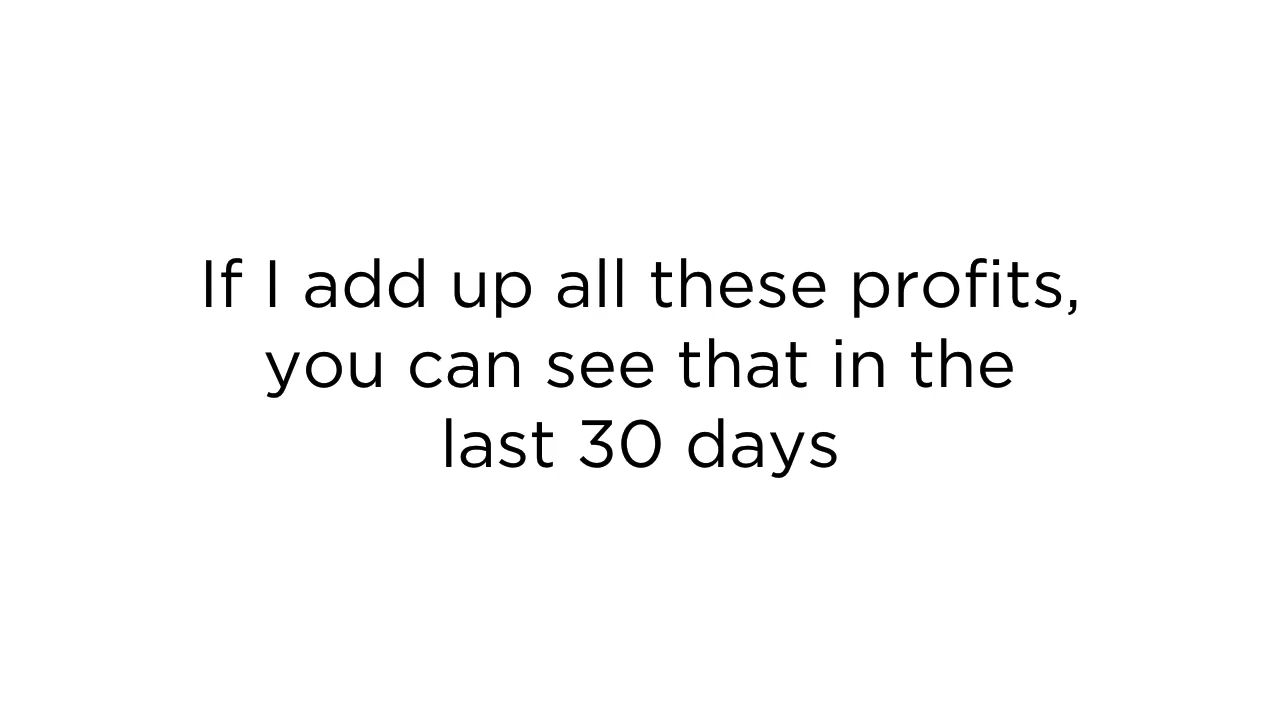 If I add up all these profits,
you can see that in the
last 30 days